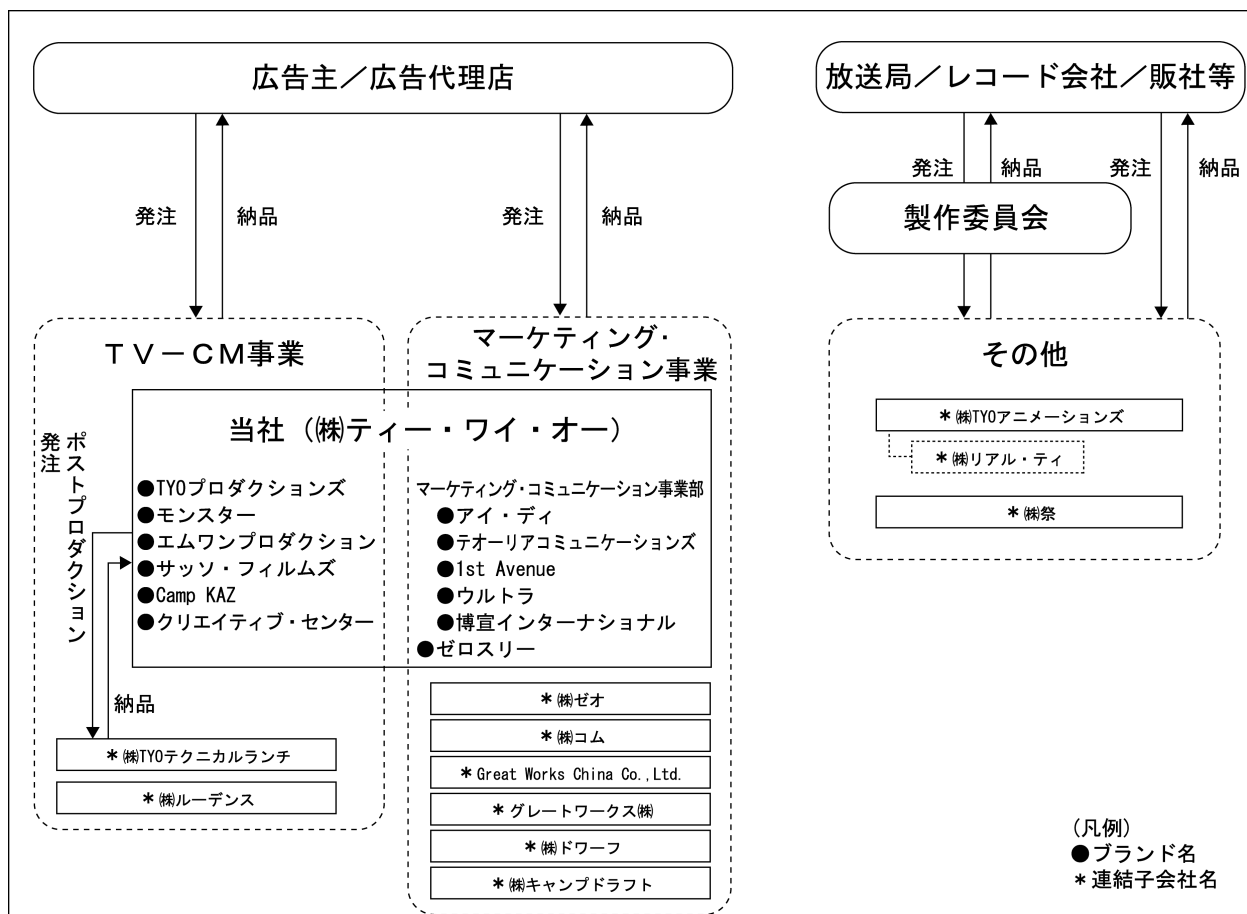 広告主／広告代理店
放送局／レコード会社／販社等
発注
納品
発注
納品
発注
納品
発注
納品
製作委員会
ＴＶ－ＣＭ事業
マーケティング・
コミュニケーション事業
その他
当社（㈱ティー・ワイ・オー）
ポストプロダクション
発注
●TYOプロダクションズ
●モンスター
●エムワンプロダクション
●サッソ・フィルムズ
●Camp KAZ
●クリエイティブ・センター
マーケティング・コミュニケーション事業部
●アイ・ディ
●テオーリアコミュニケーションズ
●1st Avenue
●ウルトラ
●博宣インターナショナル
●ゼロスリー
納品
＊㈱TYOテクニカルランチ
＊㈱ルーデンス
＊㈱ゼオ
＊㈱コム
＊Great Works China Co.,Ltd.
＊グレートワークス㈱
＊㈱ドワーフ
＊㈱キャンプドラフト
＊㈱TYOアニメーションズ
＊㈱リアル・ティ
＊㈱祭
(凡例)
●ブランド名
＊連結子会社名